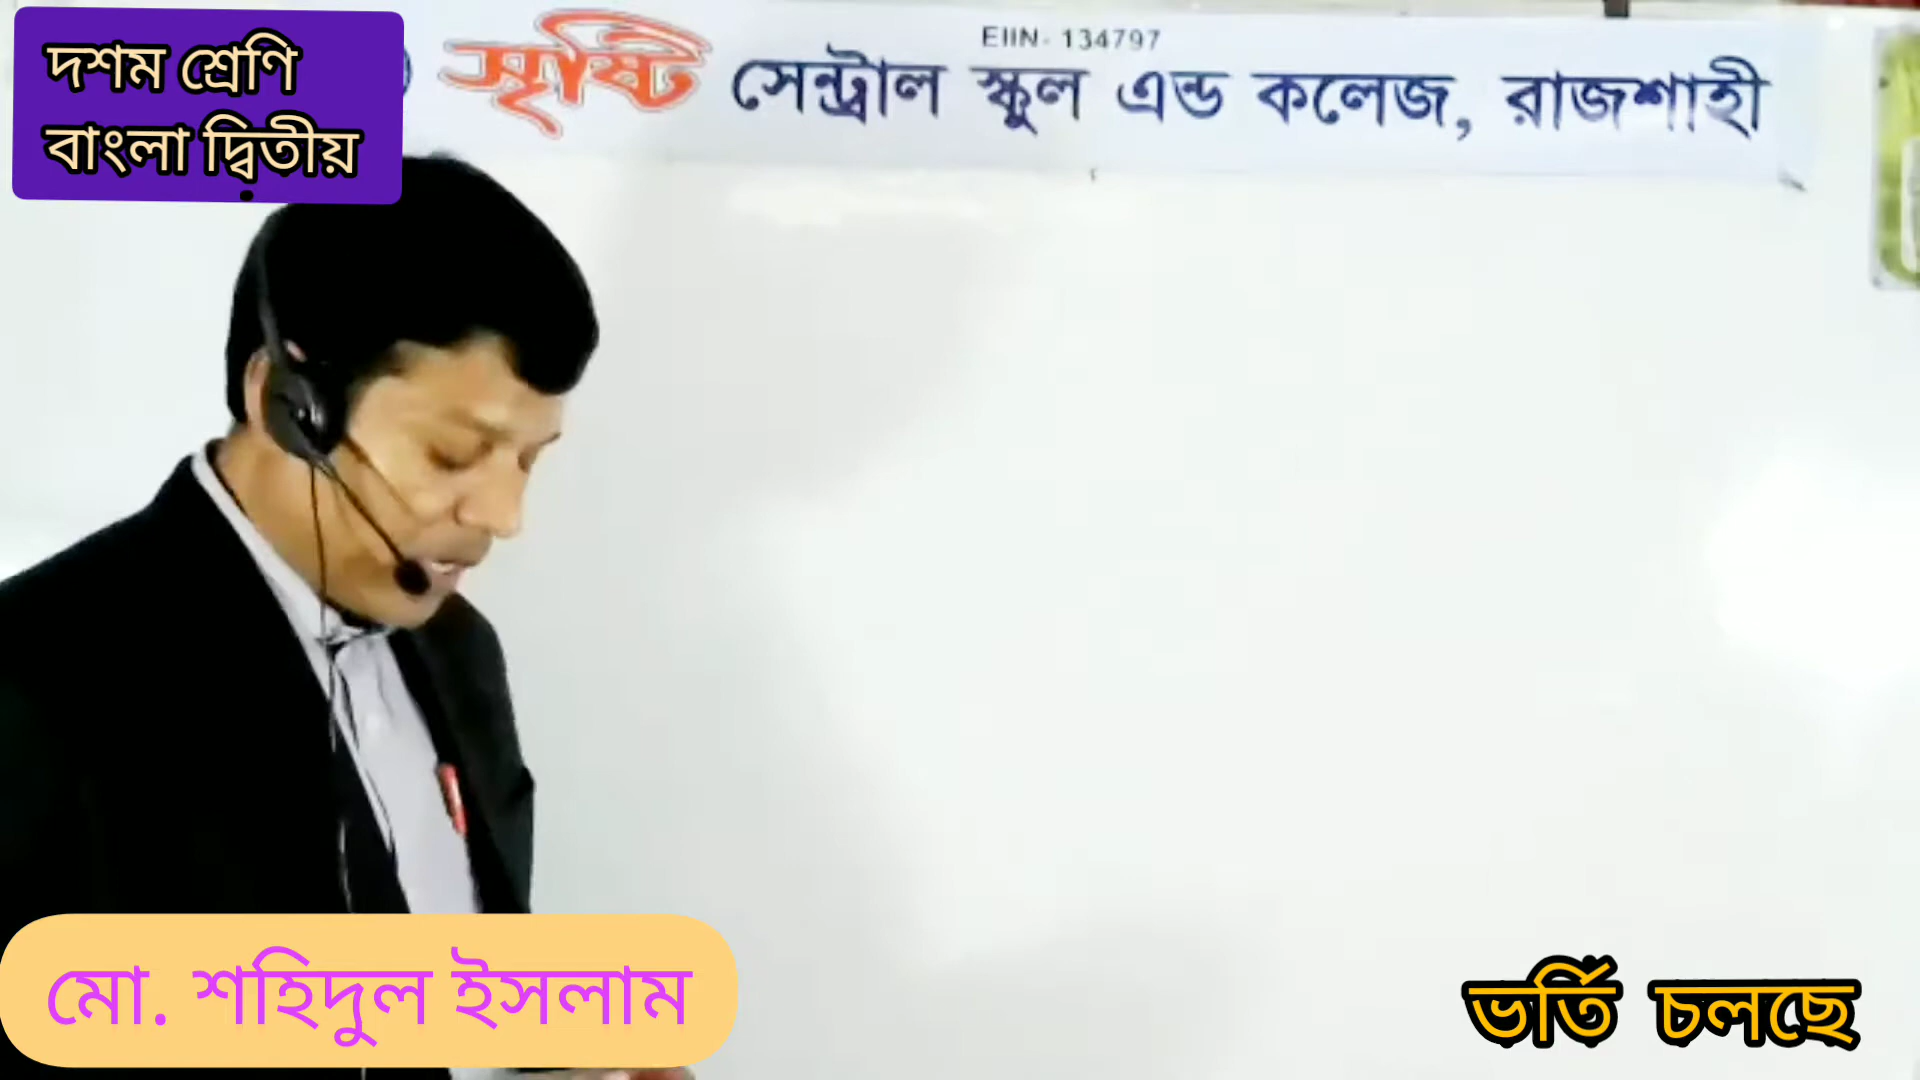 দশম শ্রেণি
বাংলা দ্বিতীয়
EIIN- 134797
সৃষ্টি সেন্ট্রাল স্কুল এন্ড কলেজ, রাজশাহী
মো. শহিদুল ইসলাম
ভর্তি চলছে